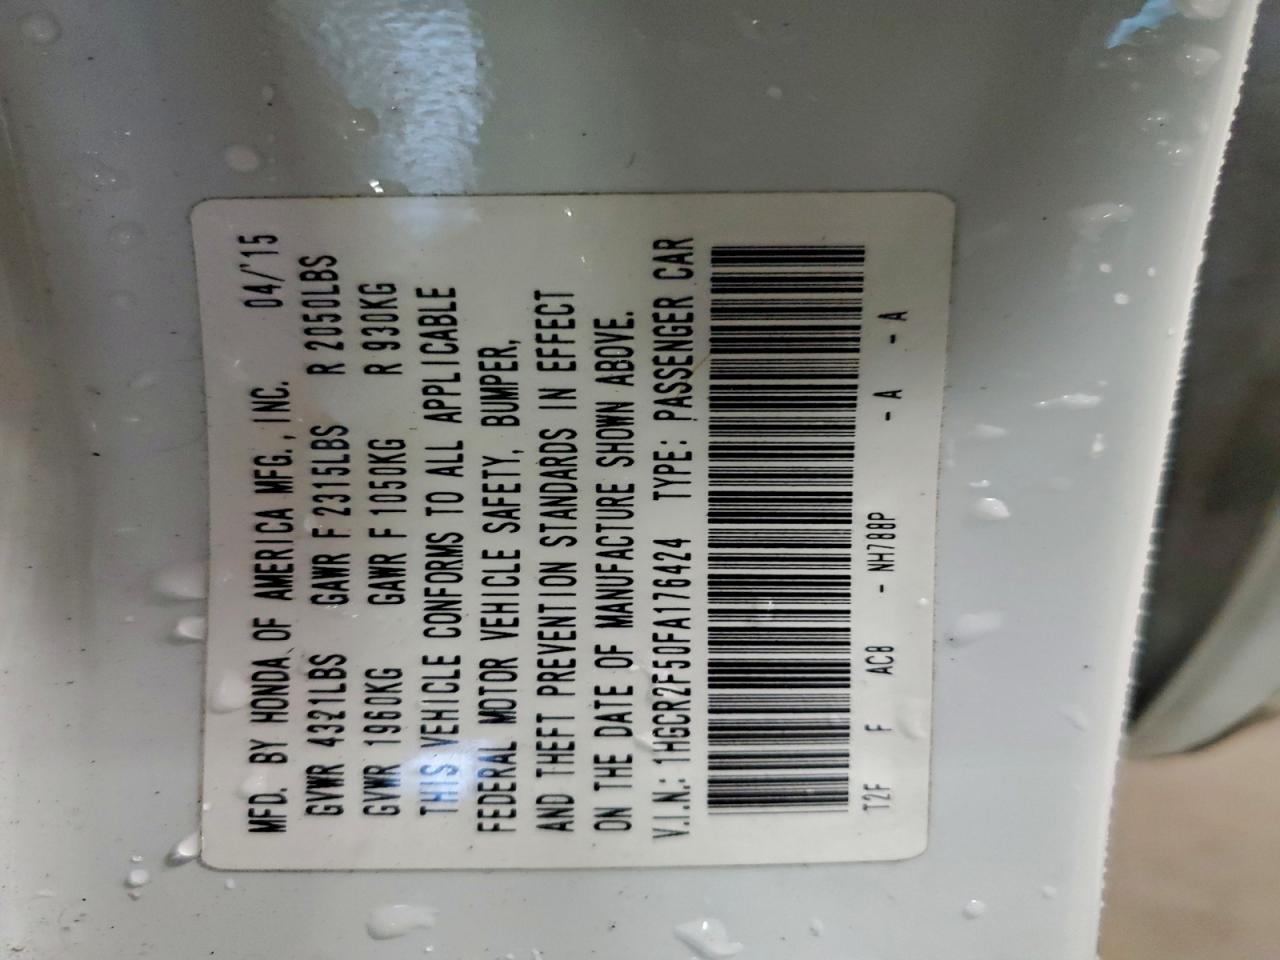 MFD. BY HONDA OF AMERICA MFG., INC. 04/'15
GVWR 4321LBS GAWR F 2315LBS R 2050LBS
GVWR 1960KG GAWR F 1050KG R 930KG
THIS VEHICLE CONFORMS TO ALL APPLICABLE
FEDERAL MOTOR VEHICLE SAFETY, BUMPER,
AND THEFT PREVENTION STANDARDS IN EFFECT
ON THE DATE OF MANUFACTURE SHOWN ABOVE.
V.I.N.: 1HGCR2F50FA176424 TYPE: PASSENGER CAR
T2F F AC8 - NH788P - A - A